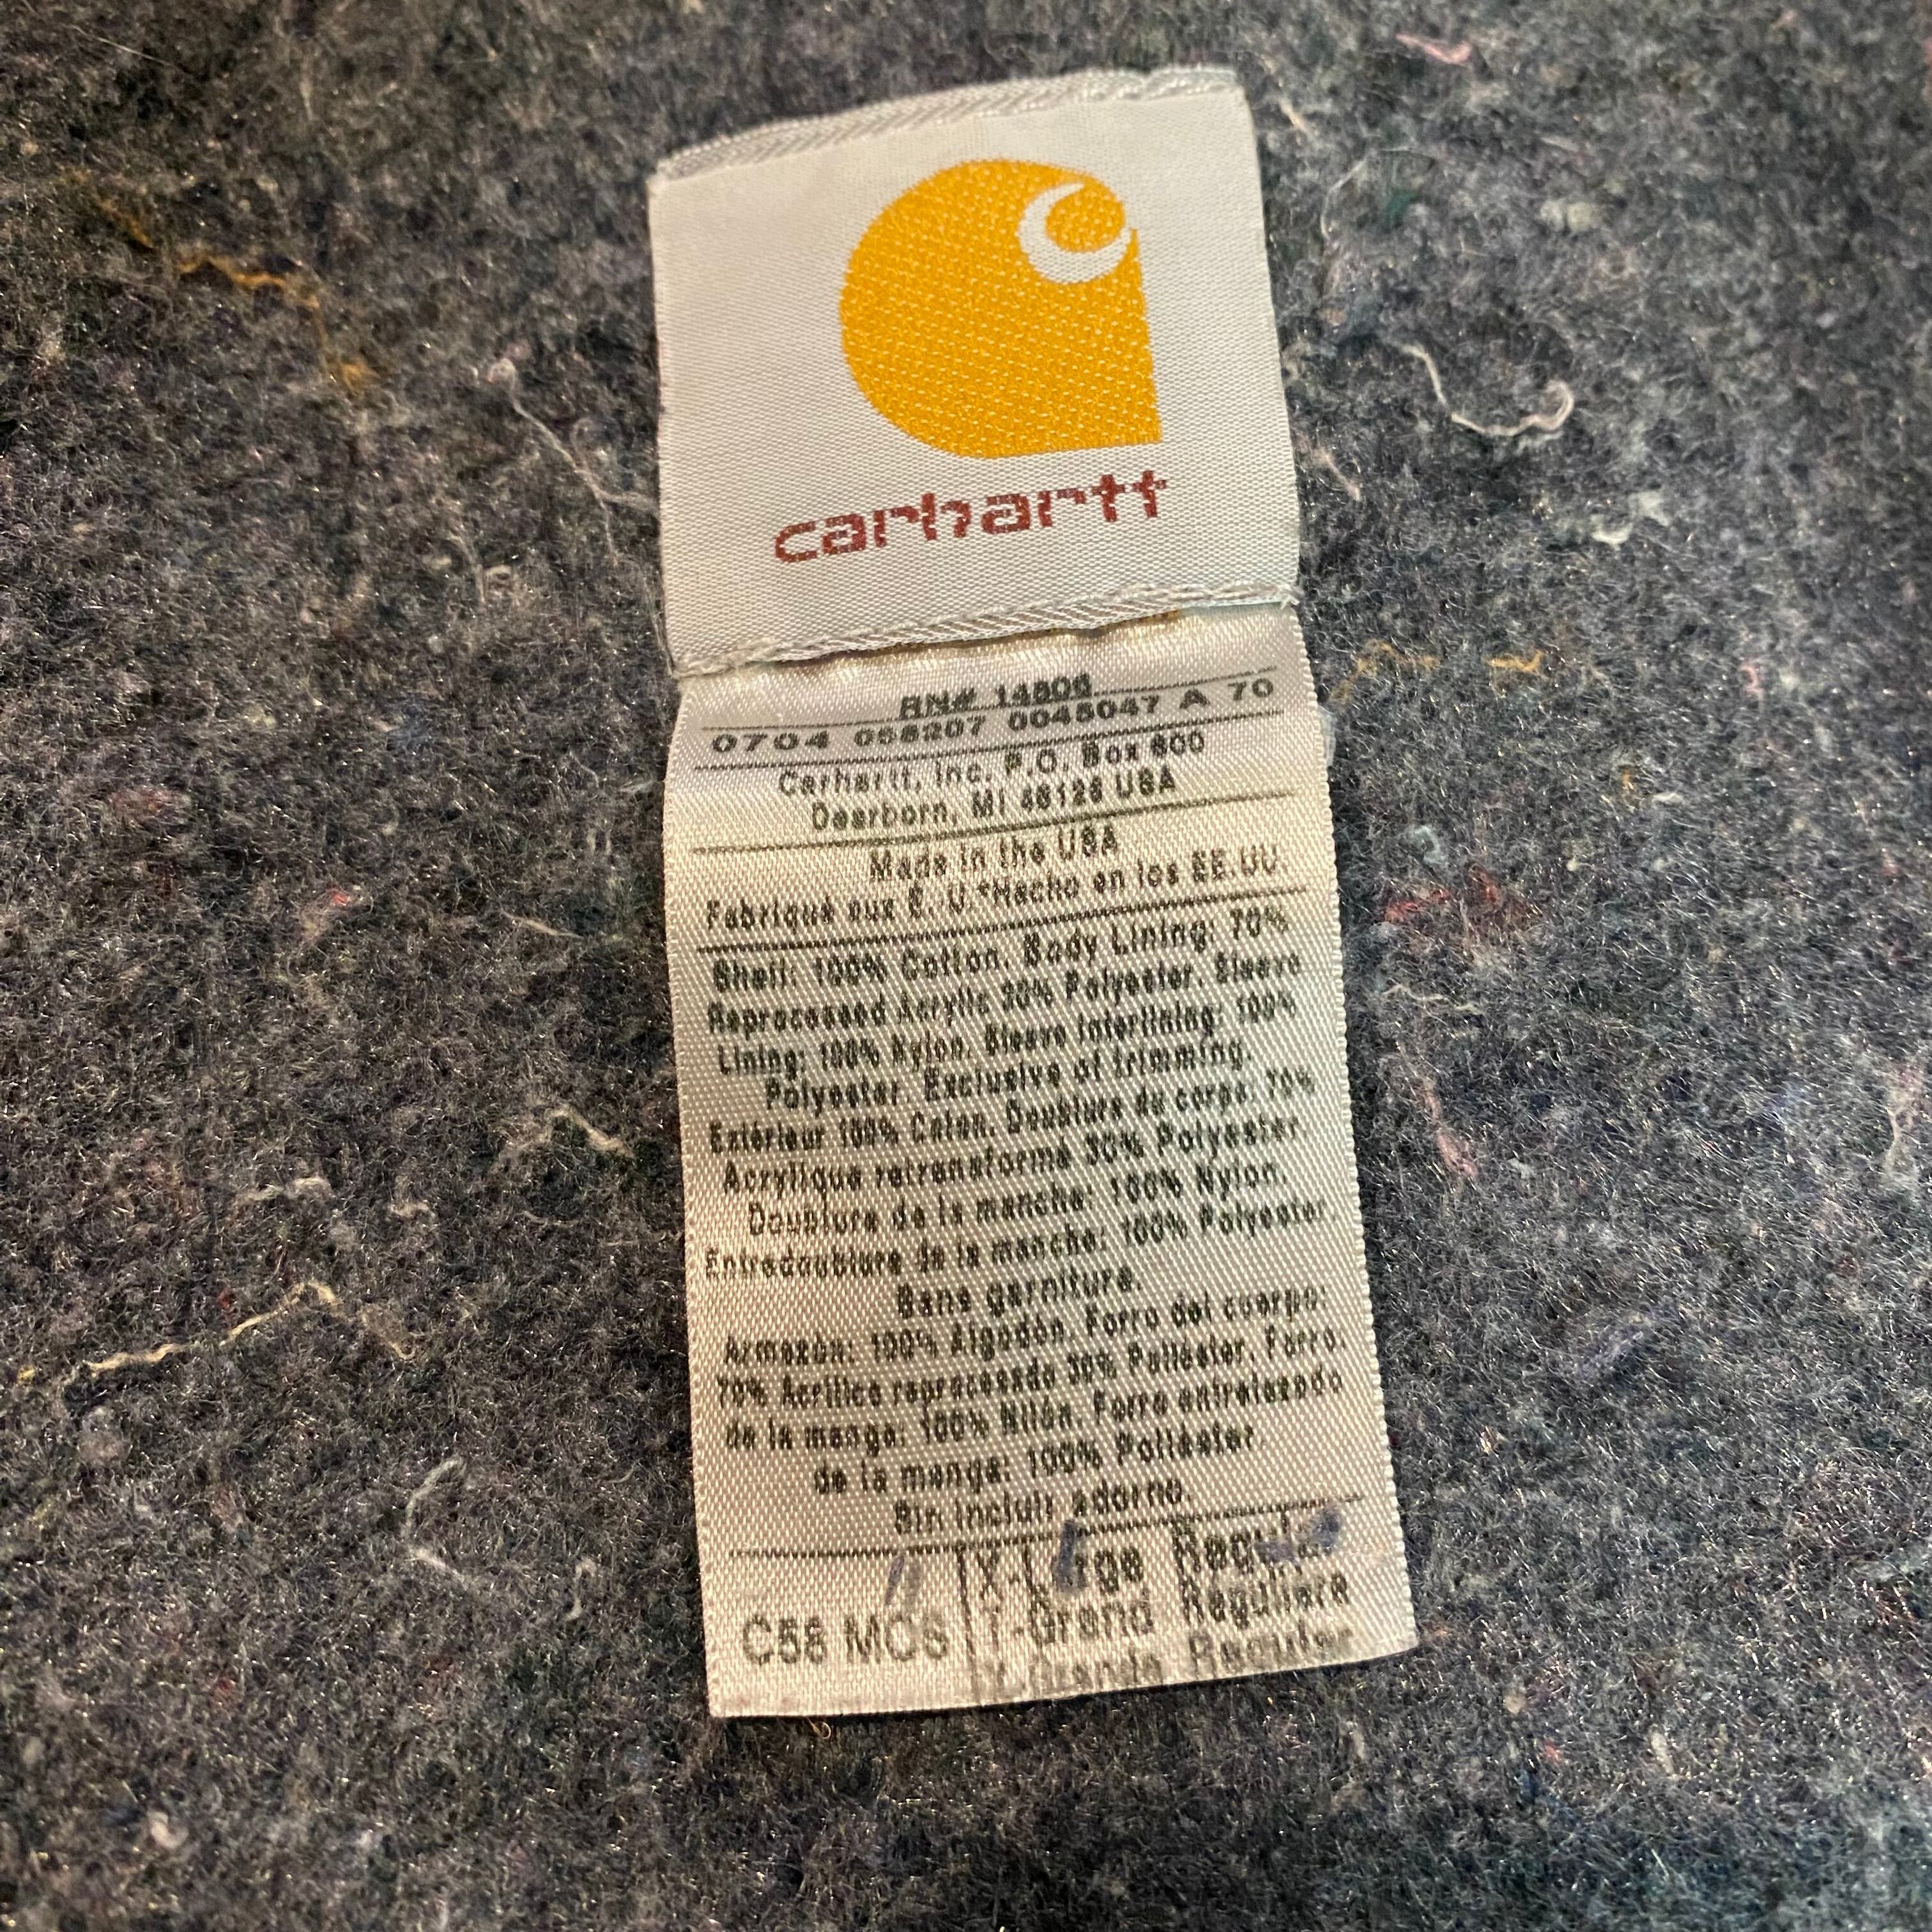 carhartt
RN# 14806
0704 058207 0045047 A 70
Carhartt, Inc. P.O. Box 600
Dearborn, MI 48126 USA
Made in the USA
Fabriqué aux E. U.*Hecho en los EE.UU.
Shell: 100% Cotton. Body Lining: 70%
Reprocessed Acrylic 30% Polyester. Sleeve
Lining: 100% Nylon. Sleeve Interlining: 100%
Polyester. Exclusive of trimming.
Extérieur 100% Coton. Doublure du corps: 70%
Acrylique retransformé 30% Polyester
Doublure de la manche: 100% Nylon.
Entredoublure de la manche: 100% Polyester
Sans garniture.
Armazón: 100% Algodón. Forro del cuerpo:
70% Acrílico reprocesado 30% Poliéster. Forro
de la manga: 100% Nilón. Forro entrelazado
de la manga: 100% Poliéster
Sin incluir adorno.
X-Large Regular
C58 MOS T-Grand Régulière
X-Grande Regular